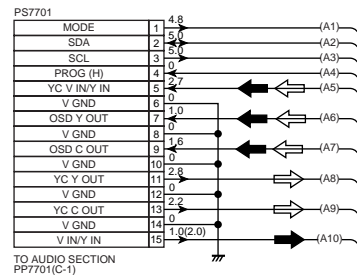 PS7701
MODE 1 4.8 (A1)
SDA 2 5.0 (A2)
SCL 3 5.0 (A3)
PROG (H) 4 0 (A4)
YC V IN/Y IN 5 2.7 (A5)
V GND 6 0
OSD Y OUT 7 1.0 (A6)
V GND 8 0
OSD C OUT 9 1.6 (A7)
V GND 10 0
YC Y OUT 11 2.8 (A8)
V GND 12 0
YC C OUT 13 2.2 (A9)
V GND 14 0
V IN/Y IN 15 1.0(2.0) (A10)
TO AUDIO SECTION
PP7701(C-1)